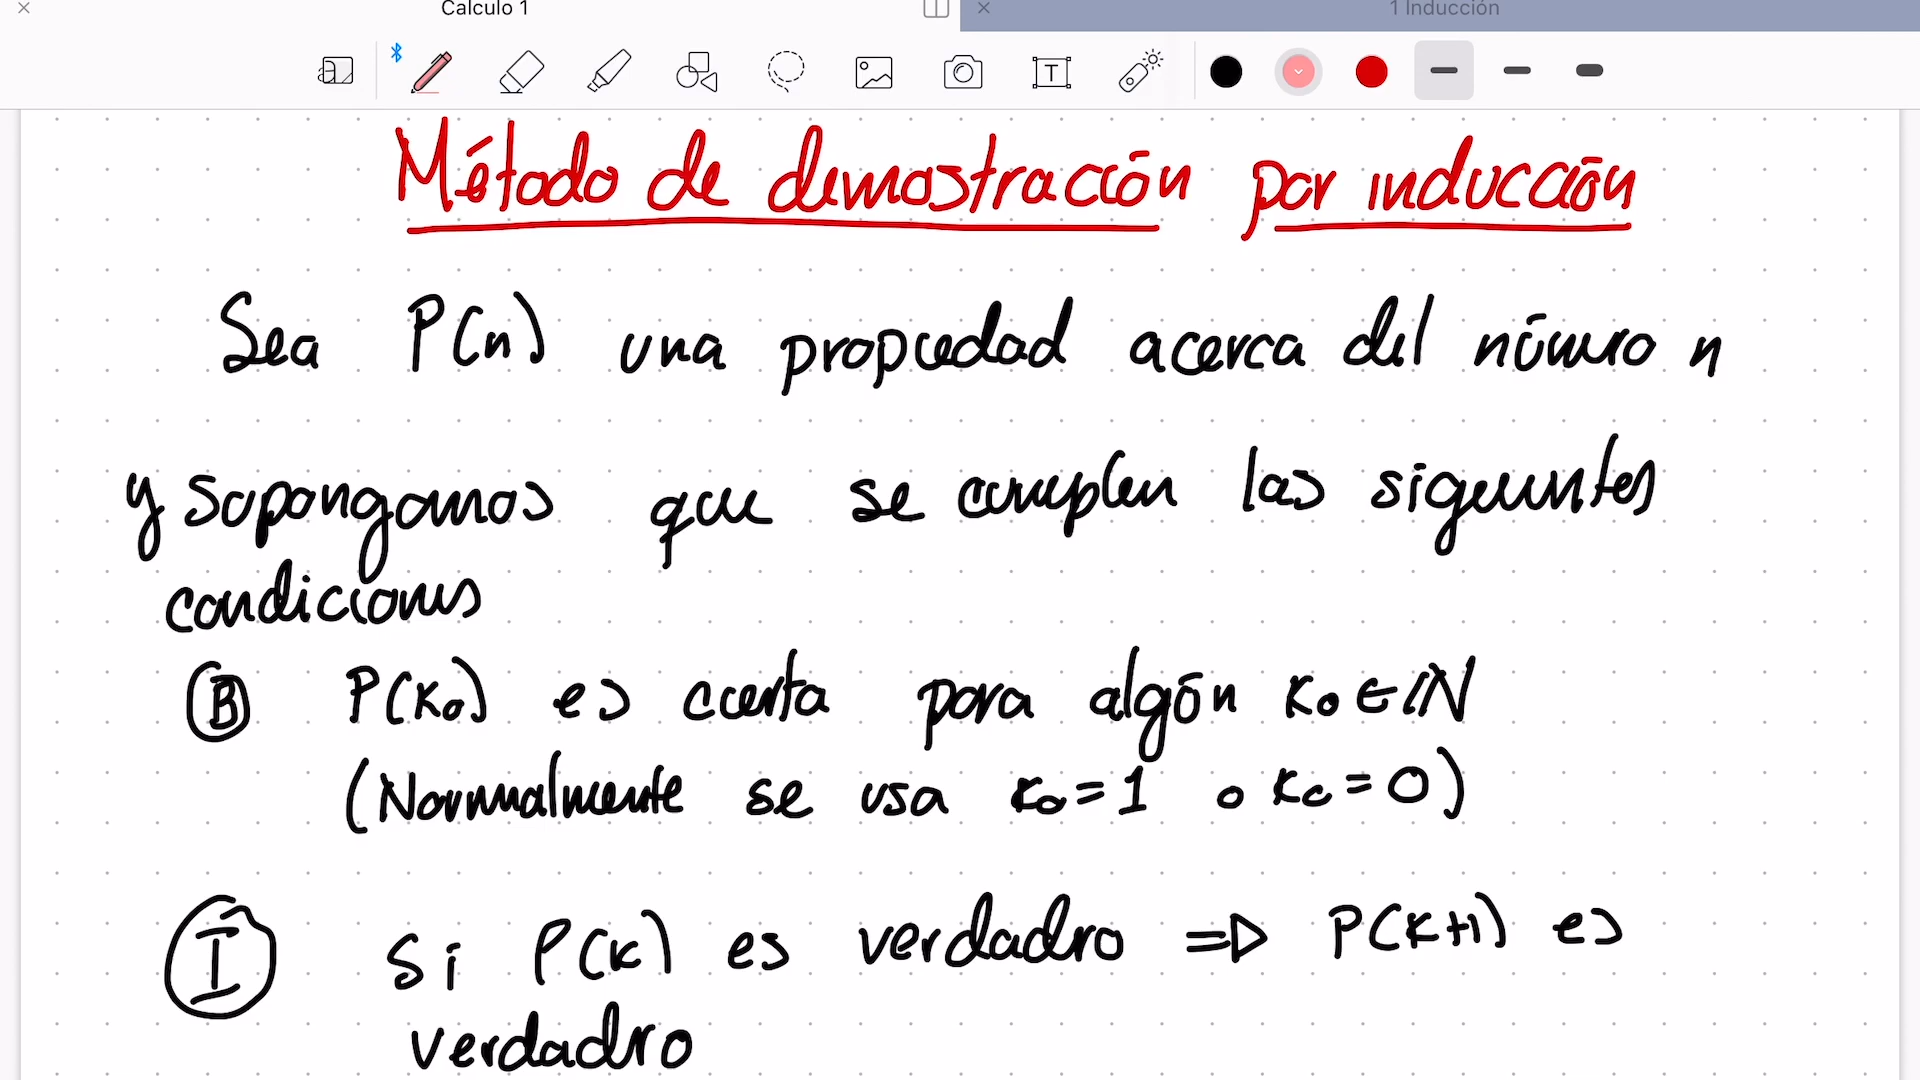 Calculo 1
1 Inducción
Método de demostración por inducción
Sea P(n) una propiedad acerca del número n
y supongamos que se cumplen las siguientes
condiciones
B P(K₀) es cierta para algún K₀ ∈ ℕ
(Normalmente se usa K₀ = 1 o K₀ = 0)
I Si P(K) es verdadro => P(K+1) es
verdadro